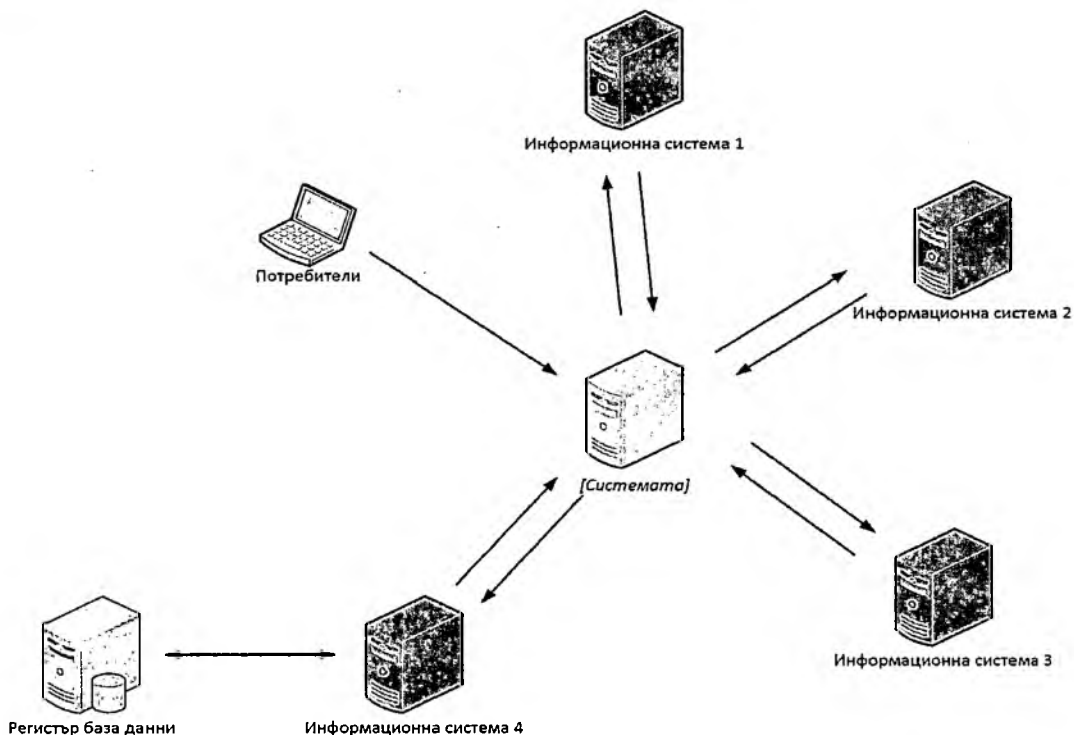 Информационна система 1
Потребители
Информационна система 2
[Системата]
Информационна система 3
Регистър база данни
Информационна система 4